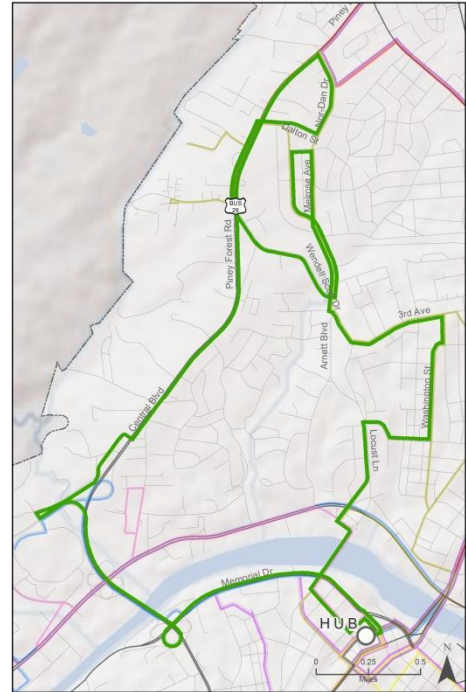 Piney
Nor-Dan Dr
Dalton St
Melrose Ave
BUS
29
Piney Forest Rd
Wendell Scott Dr
3rd Ave
Arnett Blvd
Washington St
Central Blvd
Locust Ln
Memorial Dr
HUB
N
0 0.25 0.5
Miles